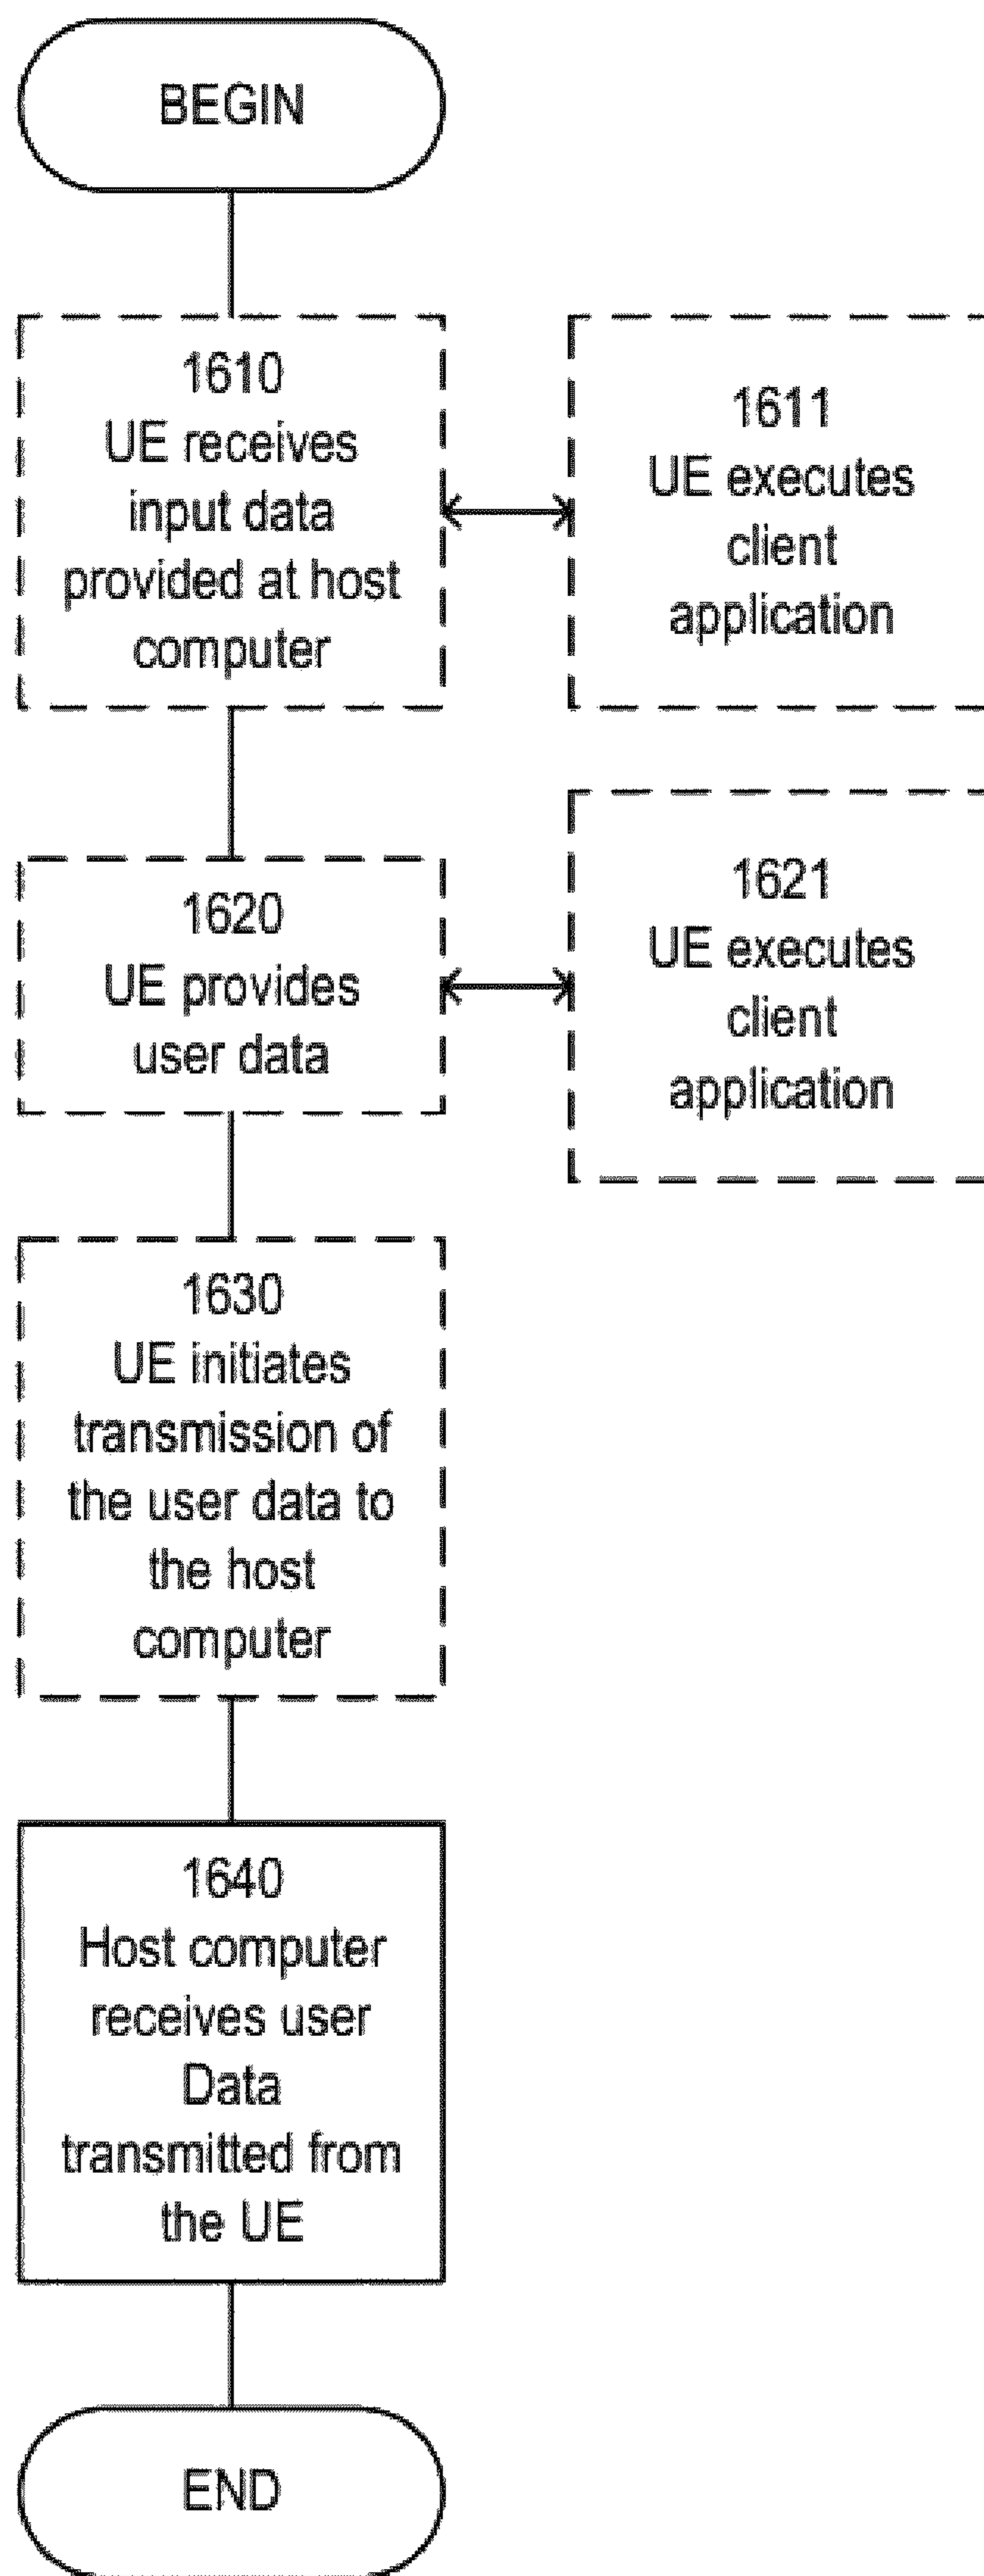 BEGIN
1610
UE receives
input data
provided at host
computer
1611
UE executes
client
application
1620
UE provides
user data
1621
UE executes
client
application
1630
UE initiates
transmission of
the user data to
the host
computer
1640
Host computer
receives user
Data
transmitted from
the UE
END